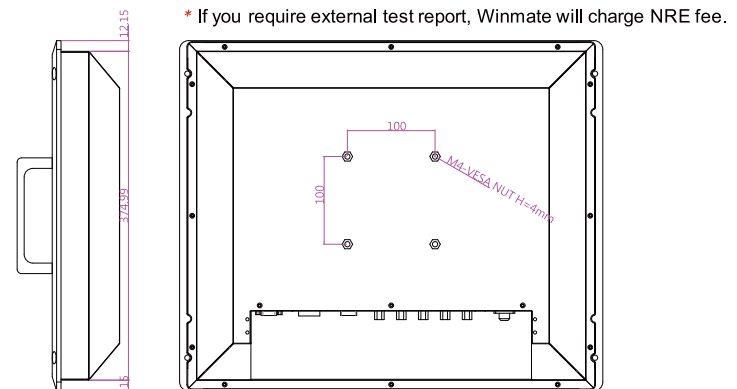 * If you require external test report, Winmate will charge NRE fee.
12.15
100
M4-VESA NUT H=4mm
100
374.99